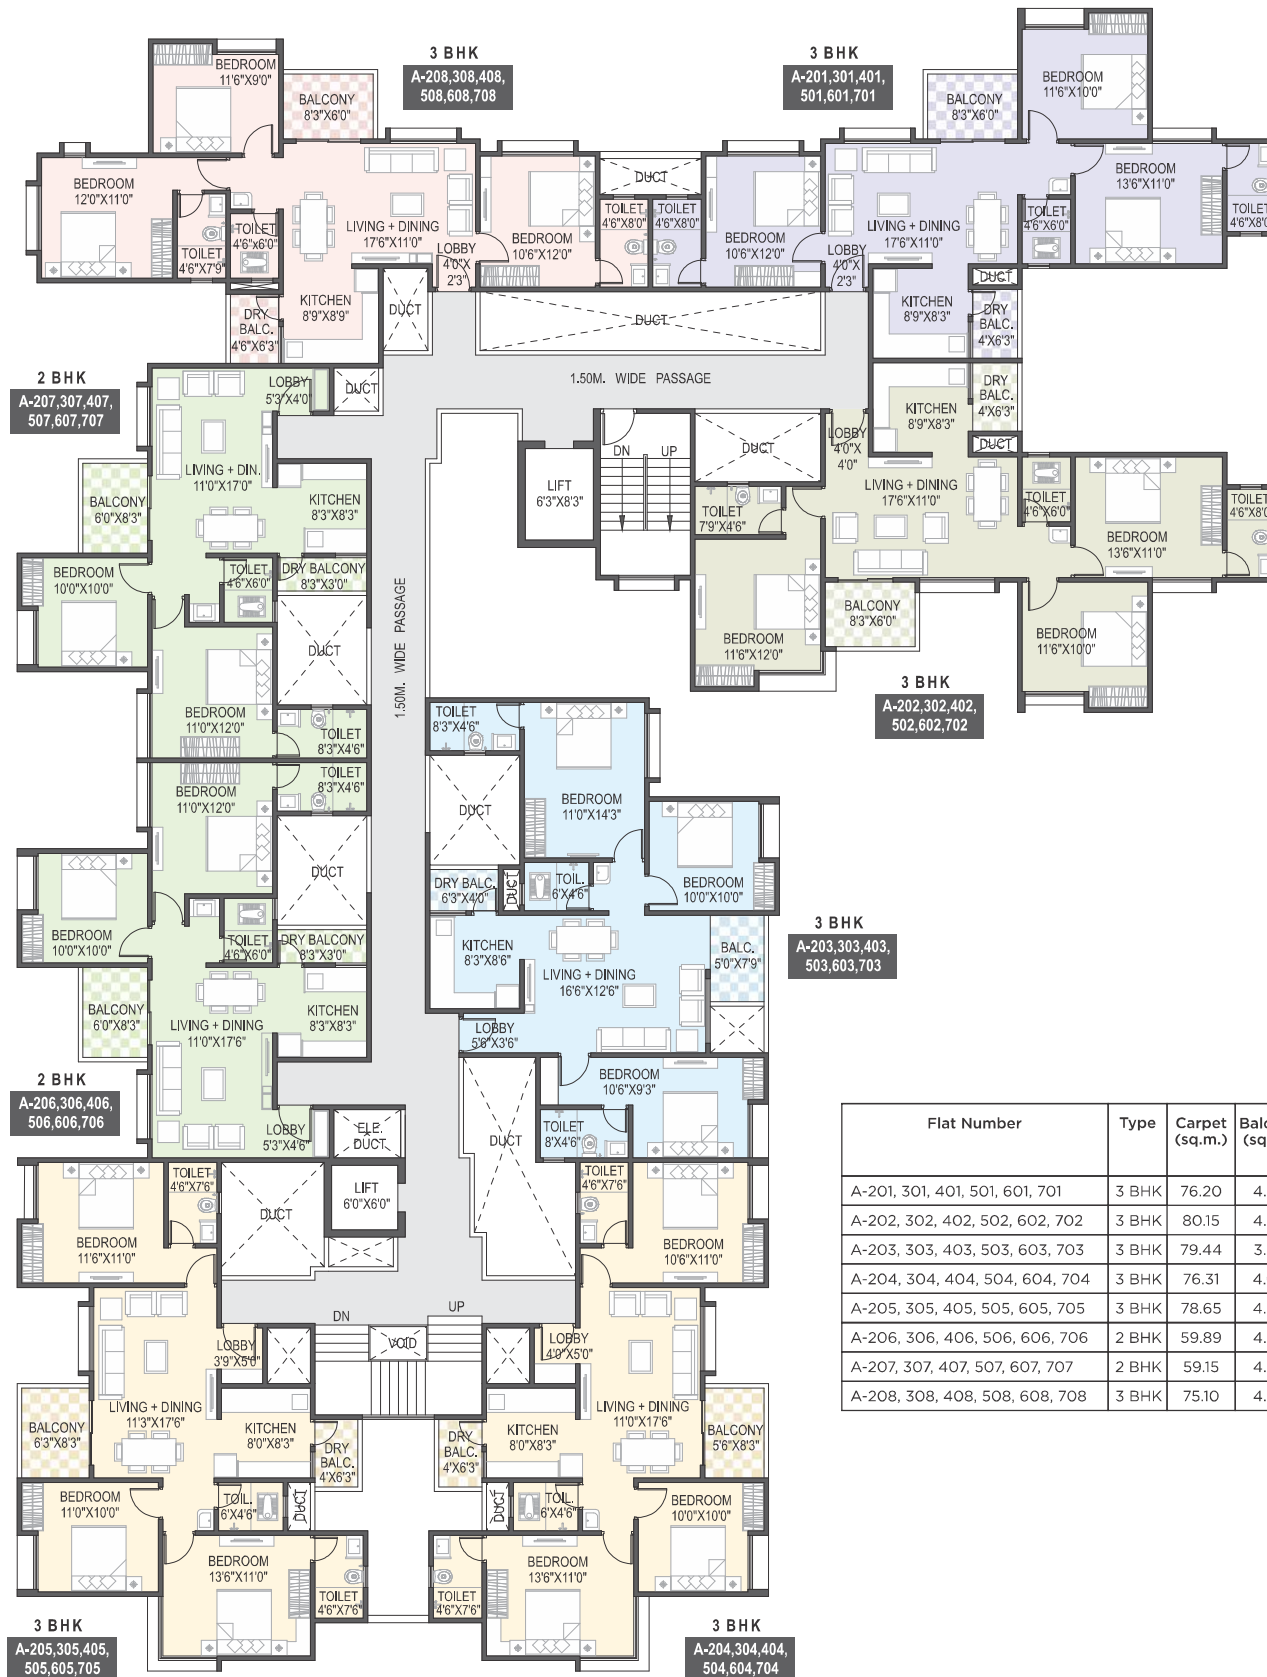 3 BHK
A-208,308,408,
508,608,708
BEDROOM
11'6"X9'0"
BALCONY
8'3"X6'0"
BEDROOM
12'0"X11'0"
TOILET
4'6"X7'9"
TOILET
4'6"X6'0"
LIVING + DINING
17'6"X11'0"
LOBBY
4'0"X
2'3"
BEDROOM
10'6"X12'0"
TOILET
4'6"X8'0"
KITCHEN
8'9"X8'9"
DRY
BALC.
4'6"X6'3"
DUCT
DUCT
DUCT
3 BHK
A-201,301,401,
501,601,701
BALCONY
8'3"X6'0"
BEDROOM
11'6"X10'0"
BEDROOM
13'6"X11'0"
TOILET
4'6"X8'0"
TOILET
4'6"X8'0"
BEDROOM
10'6"X12'0"
LOBBY
4'0"X
2'3"
LIVING + DINING
17'6"X11'0"
TOILET
4'6"X6'0"
DUCT
KITCHEN
8'9"X8'3"
DRY
BALC.
4'X6'3"
1.50M. WIDE PASSAGE
2 BHK
A-207,307,407,
507,607,707
LOBBY
5'3"X4'0"
DUCT
LIVING + DIN.
11'0"X17'0"
BALCONY
6'0"X8'3"
KITCHEN
8'3"X8'3"
BEDROOM
10'0"X10'0"
TOILET
4'6"X6'0"
DRY BALCONY
8'3"X3'0"
DUCT
BEDROOM
11'0"X12'0"
TOILET
8'3"X4'6"
1.50M. WIDE PASSAGE
LIFT
6'3"X8'3"
DN
UP
DUCT
KITCHEN
8'9"X8'3"
DRY
BALC.
4'X6'3"
DUCT
LOBBY
4'0"X
4'0"
LIVING + DINING
17'6"X11'0"
TOILET
7'9"X4'6"
TOILET
4'6"X6'0"
BEDROOM
13'6"X11'0"
TOILET
4'6"X8'0"
BEDROOM
11'6"X12'0"
BALCONY
8'3"X6'0"
BEDROOM
11'6"X10'0"
3 BHK
A-202,302,402,
502,602,702
TOILET
8'3"X4'6"
BEDROOM
11'0"X12'0"
DUCT
BEDROOM
10'0"X10'0"
TOILET
4'6"X6'0"
DRY BALCONY
8'3"X3'0"
BALCONY
6'0"X8'3"
LIVING + DINING
11'0"X17'6"
KITCHEN
8'3"X8'3"
2 BHK
A-206,306,406,
506,606,706
LOBBY
5'3"X4'6"
ELE.
DUCT
TOILET
8'3"X4'6"
DUCT
BEDROOM
11'0"X14'3"
DRY BALC.
6'3"X4'0"
DUCT
TOIL.
6'X4'6"
BEDROOM
10'0"X10'0"
3 BHK
A-203,303,403,
503,603,703
KITCHEN
8'3"X8'6"
LIVING + DINING
16'6"X12'6"
BALC.
5'0"X7'9"
LOBBY
5'6"X3'6"
BEDROOM
10'6"X9'3"
TOILET
8'X4'6"
DUCT
Flat Number Type Carpet Balc
(sq.m.) (sq
A-201, 301, 401, 501, 601, 701 3 BHK 76.20 4.
A-202, 302, 402, 502, 602, 702 3 BHK 80.15 4.
A-203, 303, 403, 503, 603, 703 3 BHK 79.44 3.
A-204, 304, 404, 504, 604, 704 3 BHK 76.31 4.
A-205, 305, 405, 505, 605, 705 3 BHK 78.65 4.
A-206, 306, 406, 506, 606, 706 2 BHK 59.89 4.
A-207, 307, 407, 507, 607, 707 2 BHK 59.15 4.
A-208, 308, 408, 508, 608, 708 3 BHK 75.10 4.
TOILET
4'6"X7'6"
BEDROOM
11'6"X11'0"
DUCT
LIFT
6'0"X6'0"
TOILET
4'6"X7'6"
BEDROOM
10'6"X11'0"
DN
UP
VOID
LOBBY
3'9"X5'0"
LOBBY
4'0"X5'0"
LIVING + DINING
11'3"X17'6"
BALCONY
6'3"X8'3"
KITCHEN
8'0"X8'3"
DRY
BALC.
4'X6'3"
DRY
BALC.
4'X6'3"
KITCHEN
8'0"X8'3"
LIVING + DINING
11'0"X17'6"
BALCONY
5'6"X8'3"
BEDROOM
11'0"X10'0"
TOIL.
6'X4'6"
DUCT
DUCT
TOIL.
6'X4'6"
BEDROOM
10'0"X10'0"
BEDROOM
13'6"X11'0"
TOILET
4'6"X7'6"
TOILET
4'6"X7'6"
BEDROOM
13'6"X11'0"
3 BHK
A-205,305,405,
505,605,705
3 BHK
A-204,304,404,
504,604,704